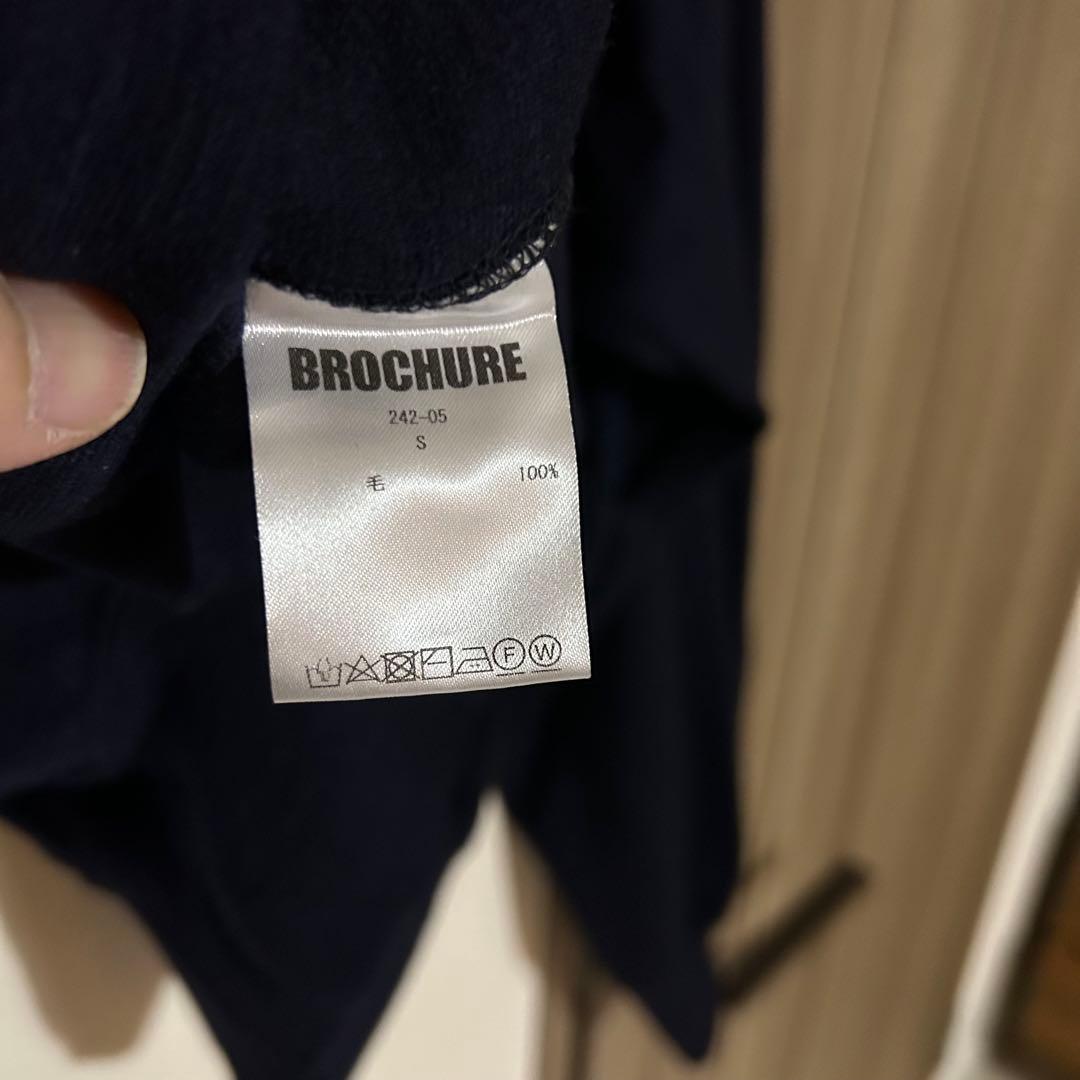 BROCHURE
242-05
S
毛 100%
F W